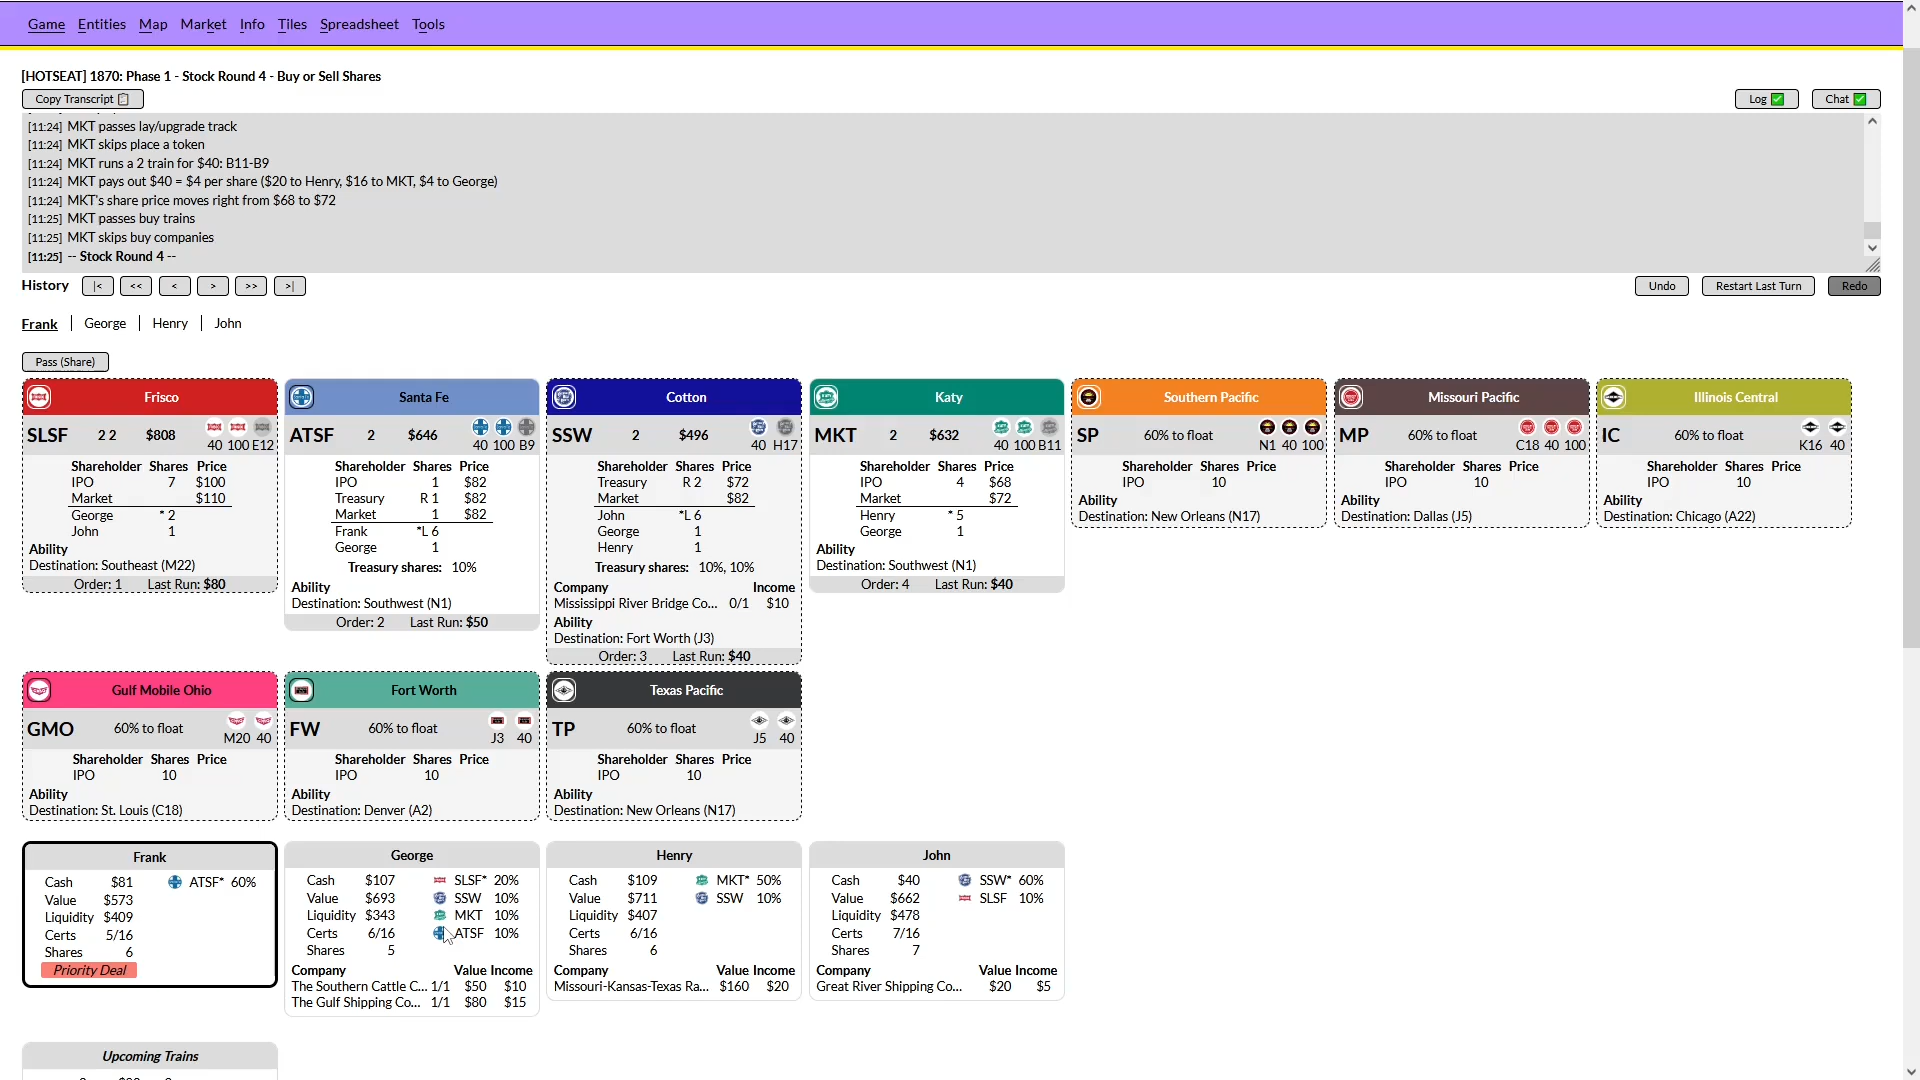 Game Entities Map Market Info Tiles Spreadsheet Tools
[HOTSEAT] 1870: Phase 1 - Stock Round 4 - Buy or Sell Shares
Copy Transcript Log Chat
[11:24] MKT passes lay/upgrade track
[11:24] MKT skips place a token
[11:24] MKT runs a 2 train for $40: B11-B9
[11:24] MKT pays out $40 = $4 per share ($20 to Henry, $16 to MKT, $4 to George)
[11:24] MKT's share price moves right from $68 to $72
[11:25] MKT passes buy trains
[11:25] MKT skips buy companies
[11:25] -- Stock Round 4 --
History |< << < > >> >| Undo Restart Last Turn Redo
Frank George Henry John
Pass (Share)
Frisco
SLSF 2 2 $808 40 100 E12
Shareholder Shares Price
IPO 7 $100
Market $110
George * 2
John 1
Ability
Destination: Southeast (M22)
Order: 1 Last Run: $80
Santa Fe
ATSF 2 $646 40 100 B9
Shareholder Shares Price
IPO 1 $82
Treasury R 1 $82
Market 1 $82
Frank *L 6
George 1
Treasury shares: 10%
Ability
Destination: Southwest (N1)
Order: 2 Last Run: $50
Cotton
SSW 2 $496 40 H17
Shareholder Shares Price
Treasury R 2 $72
Market $82
John *L 6
George 1
Henry 1
Treasury shares: 10%, 10%
Company Income
Mississippi River Bridge Co... 0/1 $10
Ability
Destination: Fort Worth (J3)
Order: 3 Last Run: $40
Katy
MKT 2 $632 40 100 B11
Shareholder Shares Price
IPO 4 $68
Market $72
Henry * 5
George 1
Ability
Destination: Southwest (N1)
Order: 4 Last Run: $40
Southern Pacific
SP 60% to float N1 40 100
Shareholder Shares Price
IPO 10
Ability
Destination: New Orleans (N17)
Missouri Pacific
MP 60% to float C18 40 100
Shareholder Shares Price
IPO 10
Ability
Destination: Dallas (J5)
Illinois Central
IC 60% to float K16 40
Shareholder Shares Price
IPO 10
Ability
Destination: Chicago (A22)
Gulf Mobile Ohio
GMO 60% to float M20 40
Shareholder Shares Price
IPO 10
Ability
Destination: St. Louis (C18)
Fort Worth
FW 60% to float J3 40
Shareholder Shares Price
IPO 10
Ability
Destination: Denver (A2)
Texas Pacific
TP 60% to float J5 40
Shareholder Shares Price
IPO 10
Ability
Destination: New Orleans (N17)
Frank
Cash $81 ATSF* 60%
Value $573
Liquidity $409
Certs 5/16
Shares 6
Priority Deal
George
Cash $107 SLSF* 20%
Value $693 SSW 10%
Liquidity $343 MKT 10%
Certs 6/16 ATSF 10%
Shares 5
Company Value Income
The Southern Cattle C... 1/1 $50 $10
The Gulf Shipping Co... 1/1 $80 $15
Henry
Cash $109 MKT* 50%
Value $711 SSW 10%
Liquidity $407
Certs 6/16
Shares 6
Company Value Income
Missouri-Kansas-Texas Ra... $160 $20
John
Cash $40 SSW* 60%
Value $662 SLSF 10%
Liquidity $478
Certs 7/16
Shares 7
Company Value Income
Great River Shipping Co... $20 $5
Upcoming Trains